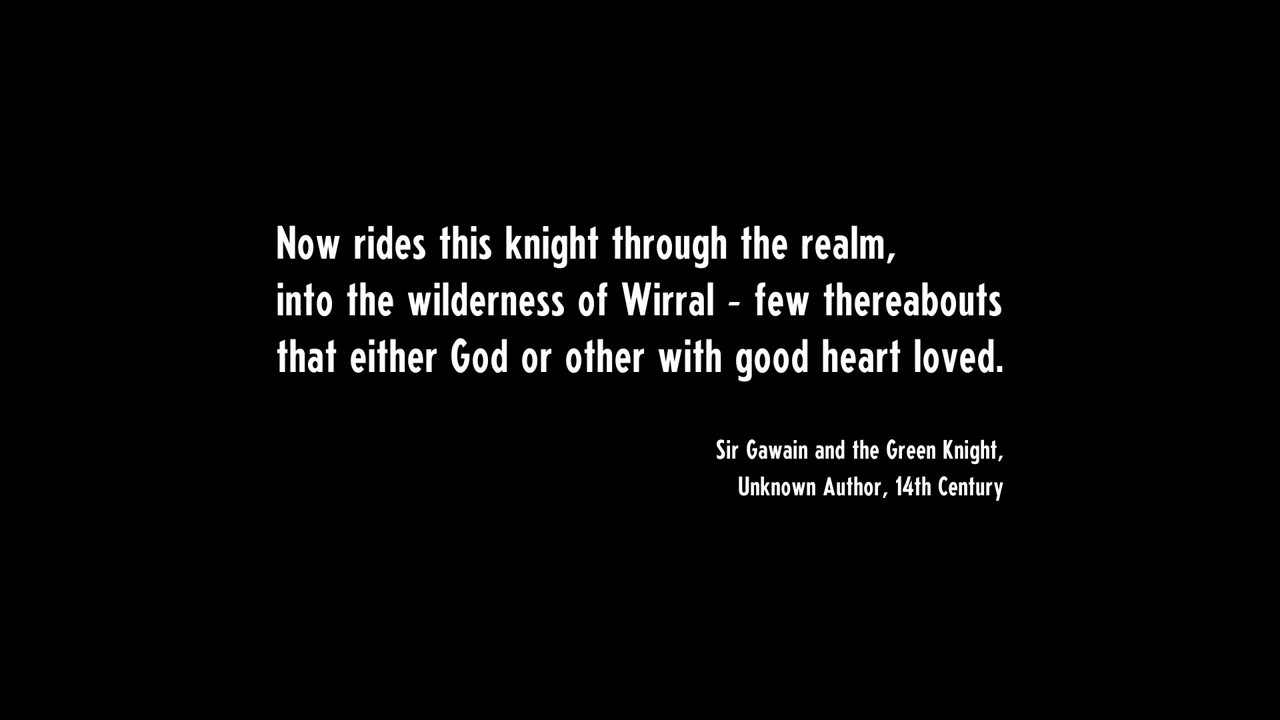 Now rides this knight through the realm,
into the wilderness of Wirral - few thereabouts
that either God or other with good heart loved.
Sir Gawain and the Green Knight,
Unknown Author, 14th Century